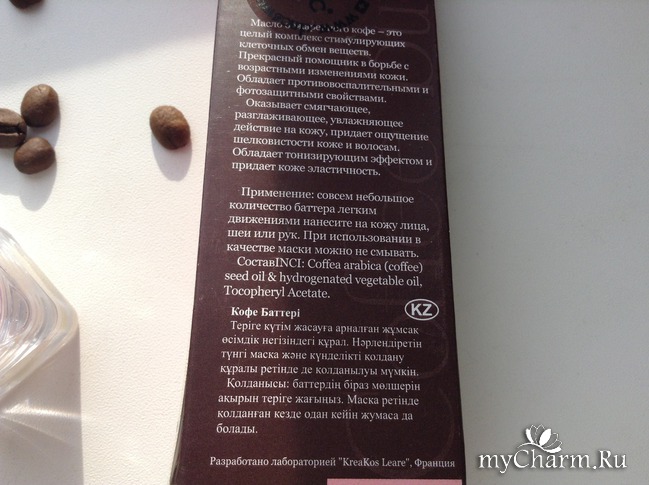 Масло кофе – это
целый комплекс стимулирующих
клеточных обмен веществ.
Прекрасный помощник в борьбе с
возрастными изменениями кожи.
Обладает противовоспалительными и
фотозащитными свойствами.
Оказывает смягчающее,
разглаживающее, увлажняющее
действие на кожу, придает ощущение
шелковистости коже и волосам.
Обладает тонизирующим эффектом и
придает коже эластичность.
Применение: совсем небольшое
количество баттера легким
движениями нанесите на кожу лица,
шеи или рук. При использовании в
качестве маски можно не смывать.
СоставINCI: Coffea arabica (coffee)
seed oil & hydrogenated vegetable oil,
Tocopheryl Acetate.
KZ
Кофе Баттері
Теріге күтім жасауға арналған жұмсақ
өсімдік негізіндегі құрал. Нәрлендіретін
түнгі маска және күнделікті қолдану
құралы ретінде де қолданылуы мүмкін.
Қолданысы: баттердің біраз мөлшерін
ақырын теріге жағыңыз. Маска ретінде
қолданған кезде одан кейін жумаса да
болады.
Разработано лабораторией "KreaKos Leare", Франция
myCharm.Ru